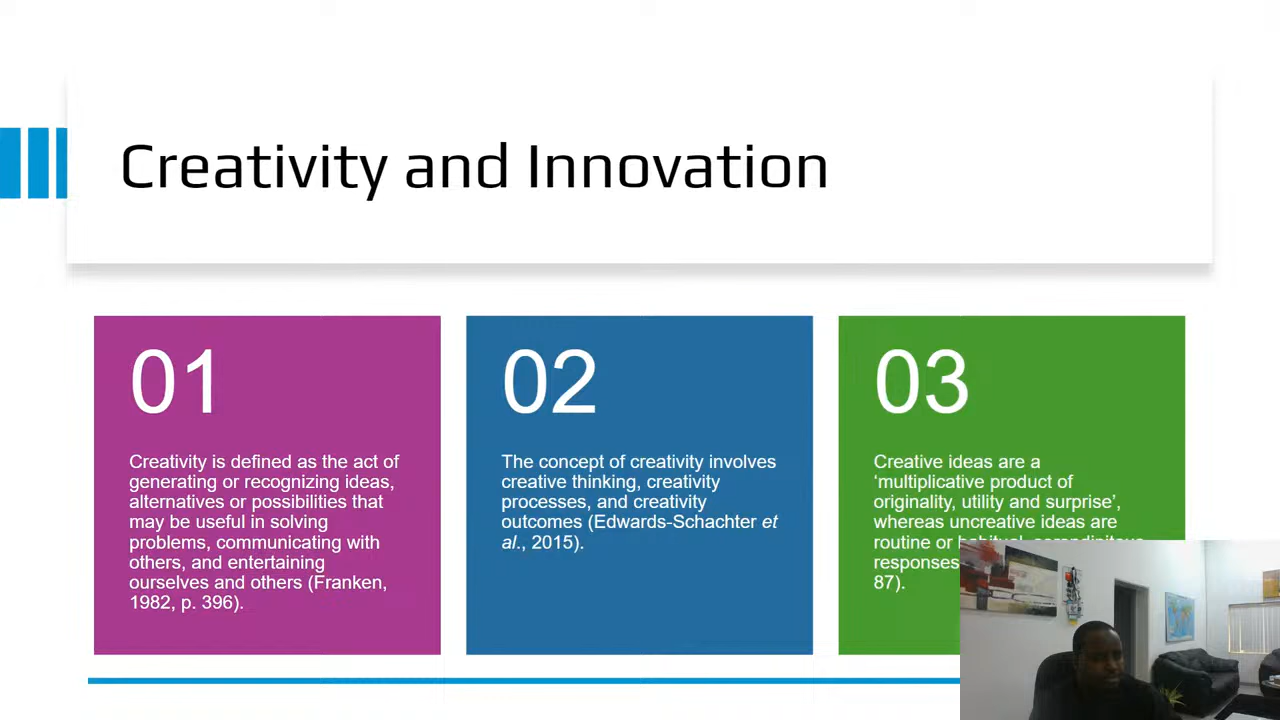 Creativity and Innovation
01
Creativity is defined as the act of
generating or recognizing ideas,
alternatives or possibilities that
may be useful in solving
problems, communicating with
others, and entertaining
ourselves and others (Franken,
1982, p. 396).
02
The concept of creativity involves
creative thinking, creativity
processes, and creativity
outcomes (Edwards-Schachter et
al., 2015).
03
Creative ideas are a
‘multiplicative product of
originality, utility and surprise’,
whereas uncreative ideas are
routine or habitual, serendipitous
responses
87).